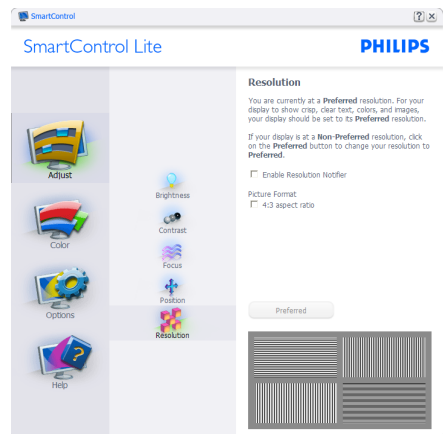 SmartControl
SmartControl Lite
PHILIPS
Adjust
Color
Options
Help
Brightness
Contrast
Focus
Position
Resolution
Resolution
You are currently at a Preferred resolution. For your
display to show crisp, clear text, colors, and images,
your display should be set to its Preferred resolution.
If your display is at a Non-Preferred resolution, click
on the Preferred button to change your resolution to
Preferred.
Enable Resolution Notifier
Picture Format
4:3 aspect ratio
Preferred